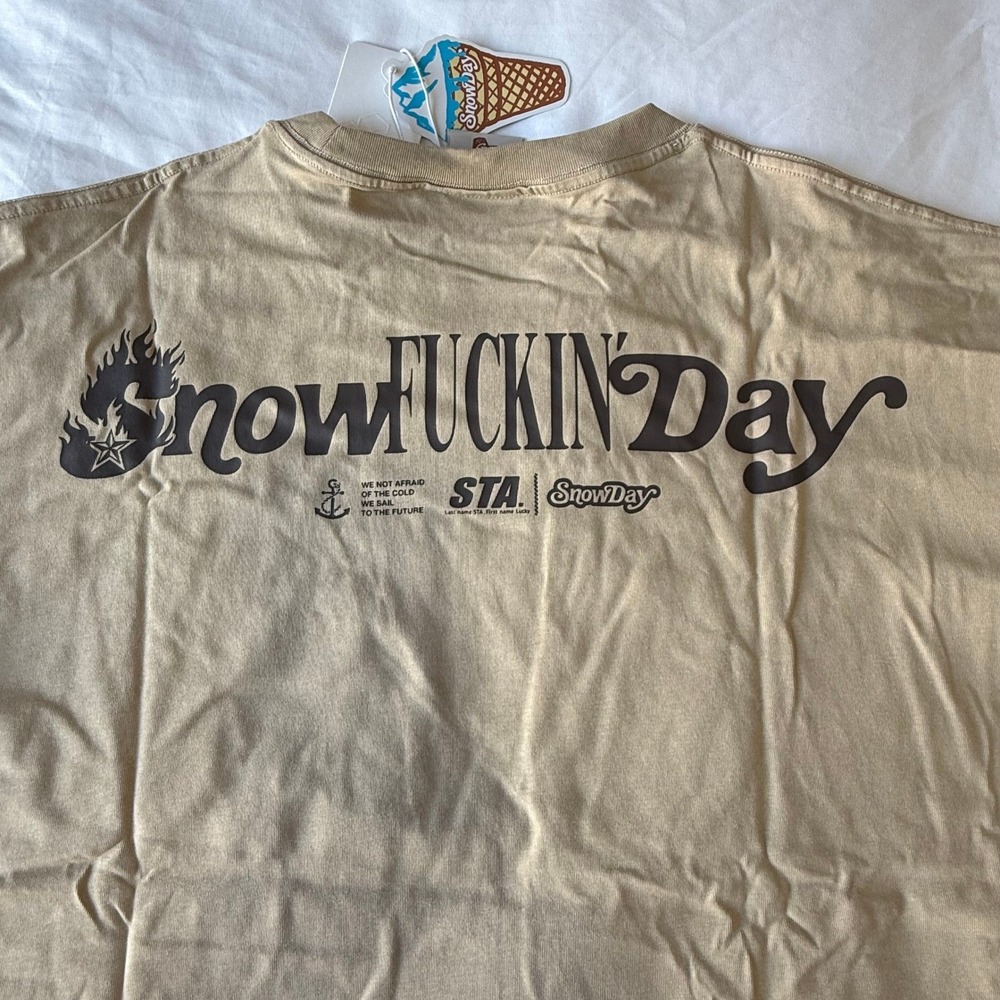 SnowDay
SnowFUCKIN'Day
WE NOT AFRAID
OF THE COLD
WE SAIL
TO THE FUTURE
STA.
Last name STA, First name Lucky
SnowDay